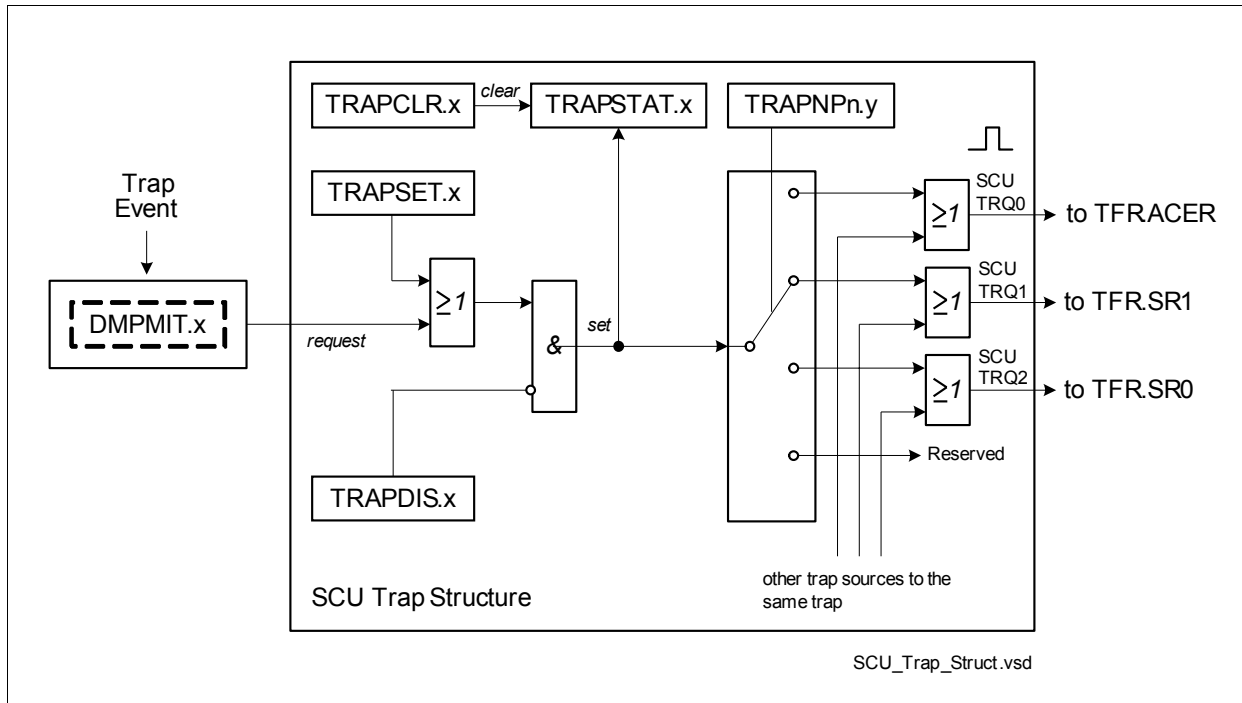 TRAPCLR.x
clear
TRAPSTAT.x
TRAPNPn.y
Trap
Event
TRAPSET.x
DMPMIT.x
request
≥1
&
set
TRAPDIS.x
≥1
SCU
TRQ0
to TFR.ACER
≥1
SCU
TRQ1
to TFR.SR1
≥1
SCU
TRQ2
to TFR.SR0
Reserved
other trap sources to the
same trap
SCU Trap Structure
SCU_Trap_Struct.vsd